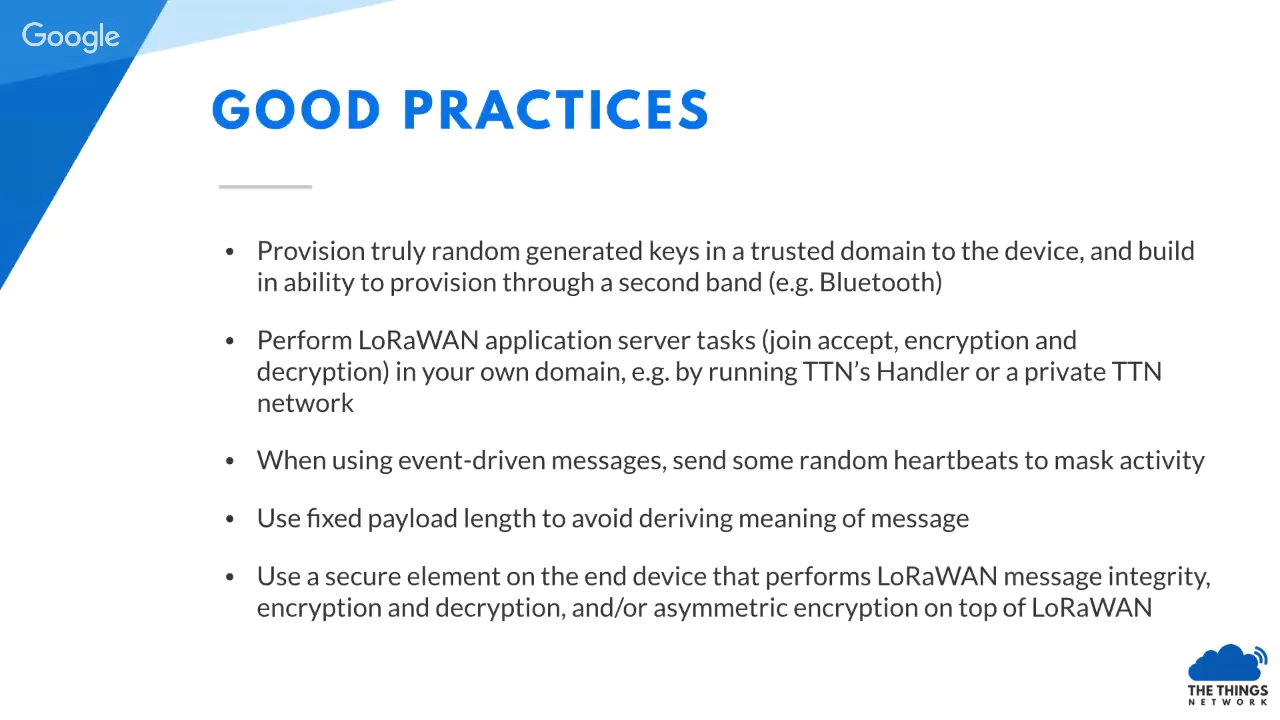 Google
GOOD PRACTICES
• Provision truly random generated keys in a trusted domain to the device, and build
in ability to provision through a second band (e.g. Bluetooth)
• Perform LoRaWAN application server tasks (join accept, encryption and
decryption) in your own domain, e.g. by running TTN’s Handler or a private TTN
network
• When using event-driven messages, send some random heartbeats to mask activity
• Use fixed payload length to avoid deriving meaning of message
• Use a secure element on the end device that performs LoRaWAN message integrity,
encryption and decryption, and/or asymmetric encryption on top of LoRaWAN
THE THINGS
NETWORK